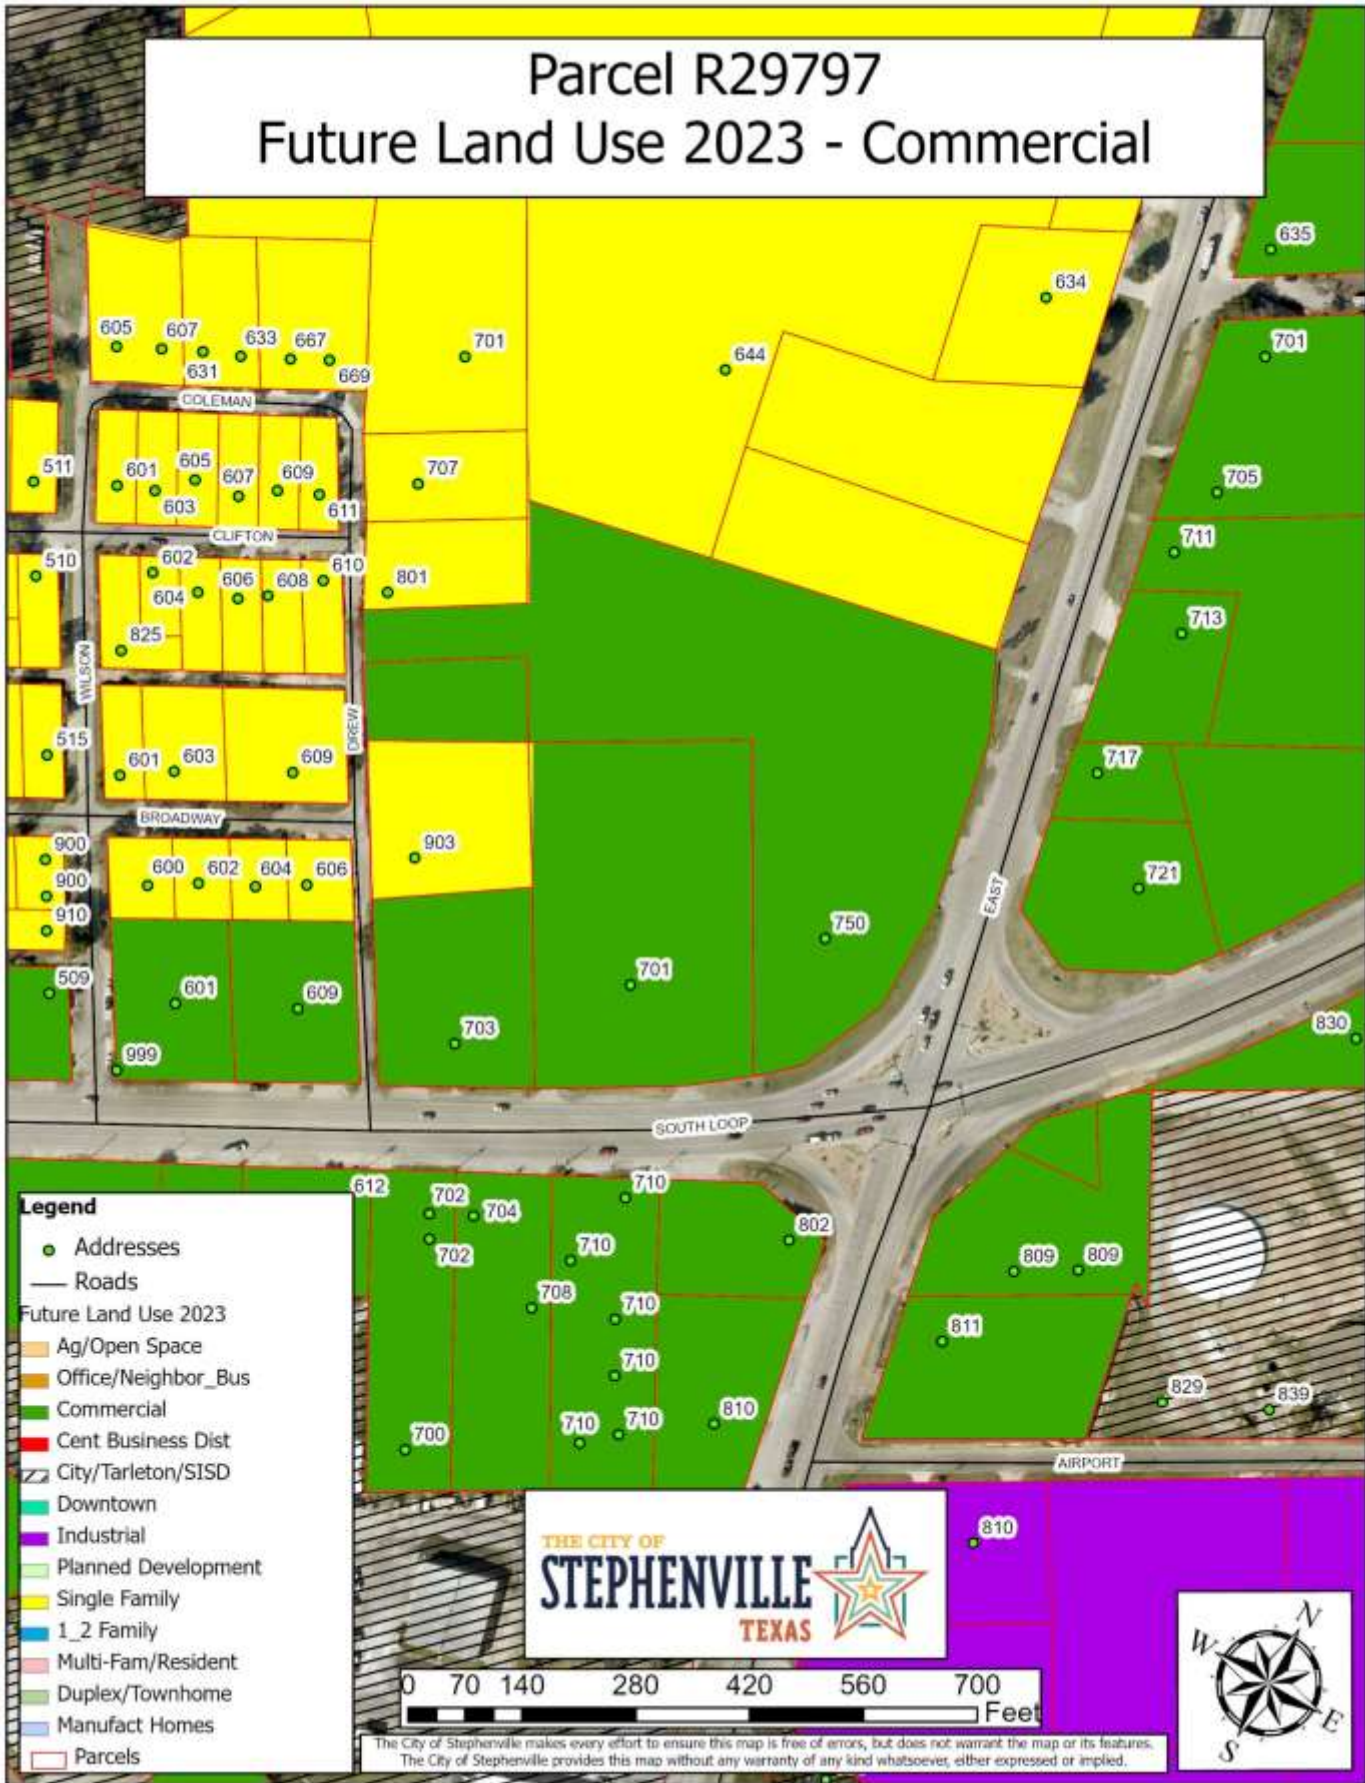 Parcel R29797
Future Land Use 2023 - Commercial
635
634
605
607
633
667
701
644
701
631
669
COLEMAN
511
601
605
607
609
707
705
603
611
CLIFTON
711
510
602
610
604
606
608
801
713
825
WILSON
DREW
515
601
603
609
717
BROADWAY
903
900
600
602
604
606
721
900
EAST
910
750
509
601
609
701
703
830
999
SOUTH LOOP
612
702
704
710
802
702
710
809
809
708
710
811
710
829
839
700
710
710
810
AIRPORT
810
Legend
Addresses
Roads
Future Land Use 2023
Ag/Open Space
Office/Neighbor_Bus
Commercial
Cent Business Dist
City/Tarleton/SISD
Downtown
Industrial
Planned Development
Single Family
1_2 Family
Multi-Fam/Resident
Duplex/Townhome
Manufact Homes
Parcels
THE CITY OF
STEPHENVILLE
TEXAS
0 70 140 280 420 560 700
Feet
The City of Stephenville makes every effort to ensure this map is free of errors, but does not warrant the map or its features.
The City of Stephenville provides this map without any warranty of any kind whatsoever, either expressed or implied.
N
W
E
S